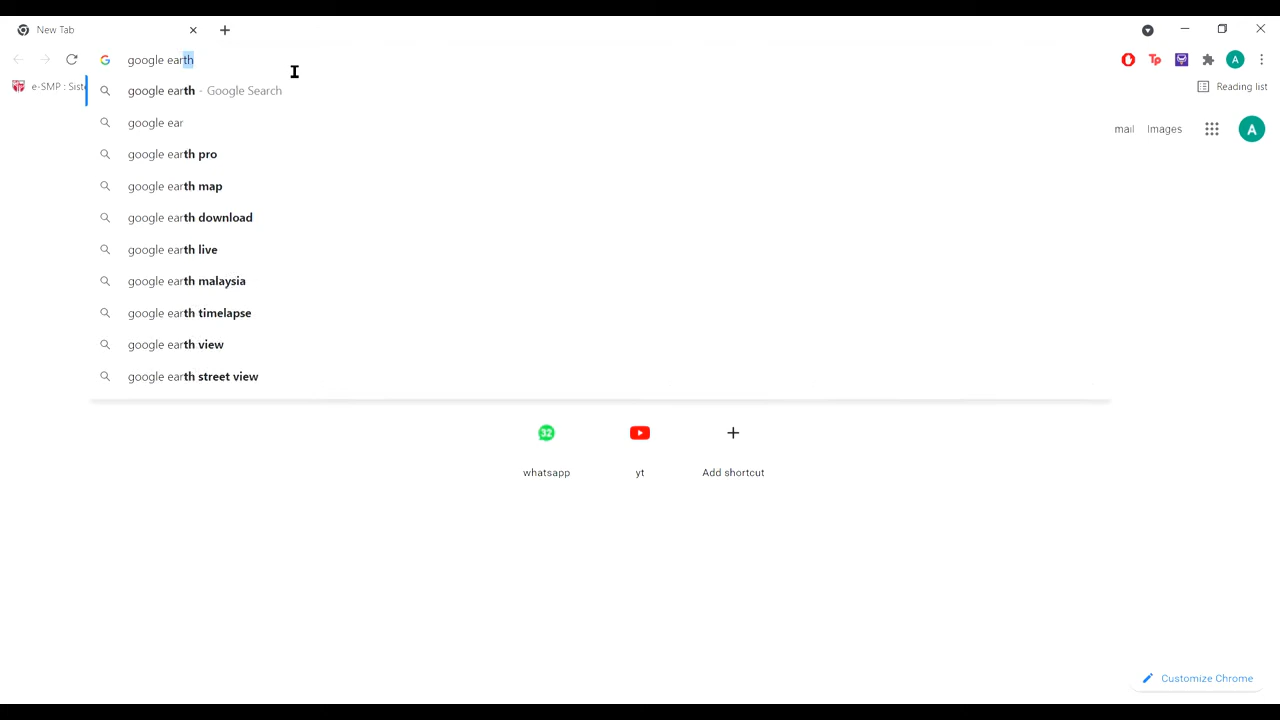 New Tab
google earth
e-SMP : Siste
Reading list
google earth - Google Search
google ear
mail Images A
google earth pro
google earth map
google earth download
google earth live
google earth malaysia
google earth timelapse
google earth view
google earth street view
32
whatsapp yt Add shortcut
Customize Chrome